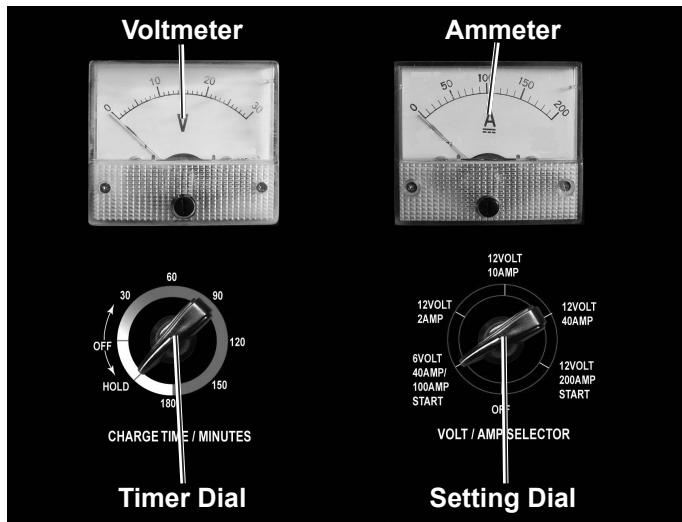 Voltmeter
Ammeter
0 10 20 30
V
0 50 100 150 200
A
60
30 90
OFF 120
HOLD 150
180
CHARGE TIME / MINUTES
12VOLT
10AMP
12VOLT
2AMP
12VOLT
40AMP
6VOLT
40AMP/
100AMP
START
12VOLT
200AMP
START
OFF
VOLT / AMP SELECTOR
Timer Dial
Setting Dial